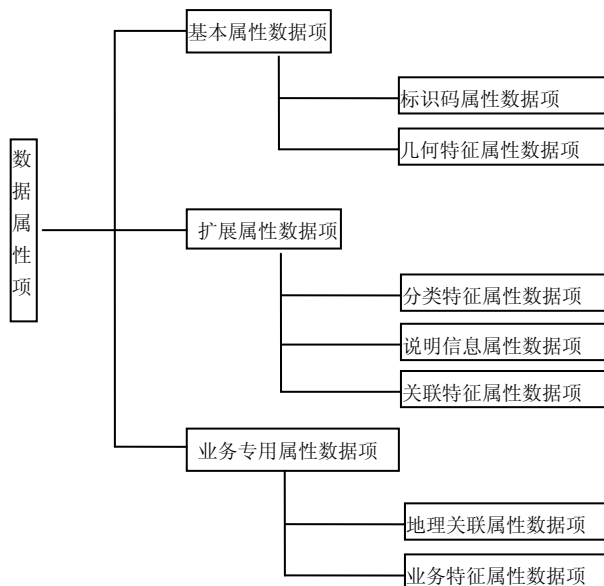 基本属性数据项
标识码属性数据项
几何特征属性数据项
数据属性项
扩展属性数据项
分类特征属性数据项
说明信息属性数据项
关联特征属性数据项
业务专用属性数据项
地理关联属性数据项
业务特征属性数据项